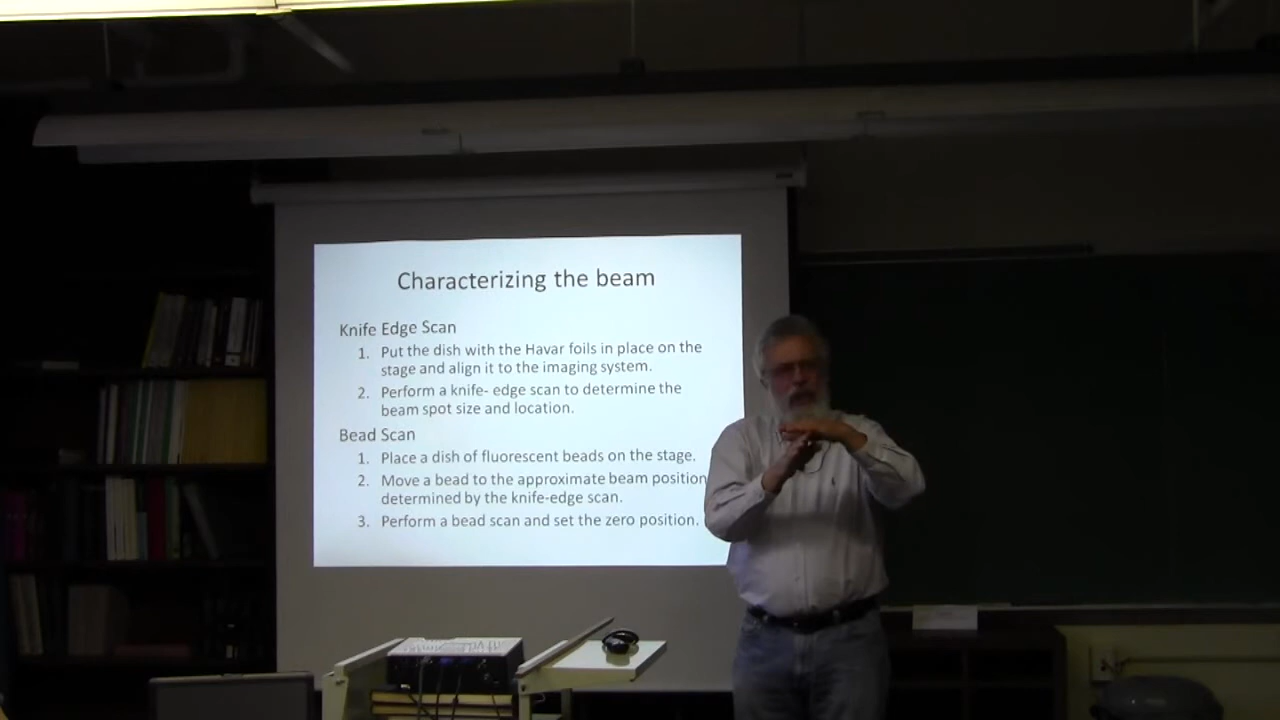 Characterizing the beam
Knife Edge Scan
1. Put the dish with the Havar foils in place on the
stage and align it to the imaging system.
2. Perform a knife- edge scan to determine the
beam spot size and location.
Bead Scan
1. Place a dish of fluorescent beads on the stage.
2. Move a bead to the approximate beam position
determined by the knife-edge scan.
3. Perform a bead scan and set the zero position.